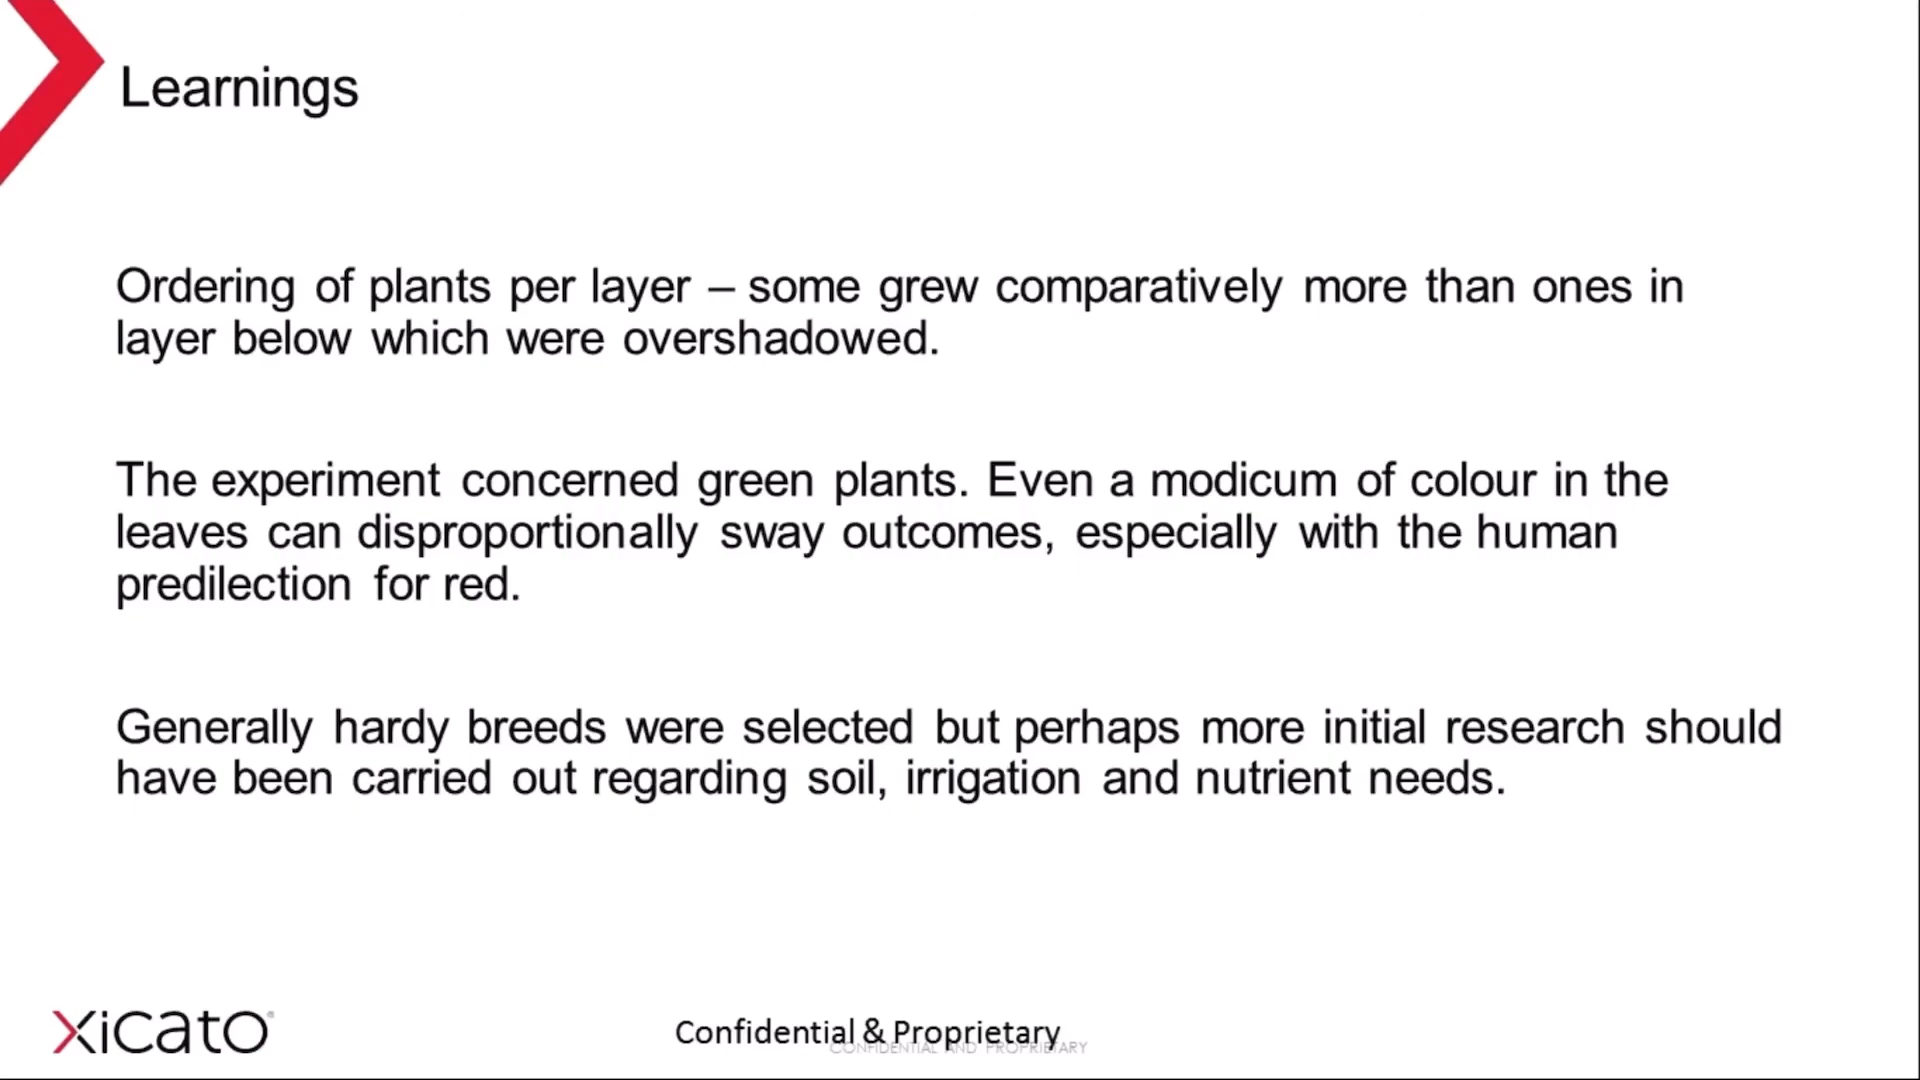 Learnings
Ordering of plants per layer – some grew comparatively more than ones in
layer below which were overshadowed.
The experiment concerned green plants. Even a modicum of colour in the
leaves can disproportionally sway outcomes, especially with the human
predilection for red.
Generally hardy breeds were selected but perhaps more initial research should
have been carried out regarding soil, irrigation and nutrient needs.
xicato®
Confidential & Proprietary
CONFIDENTIAL AND PROPRIETARY